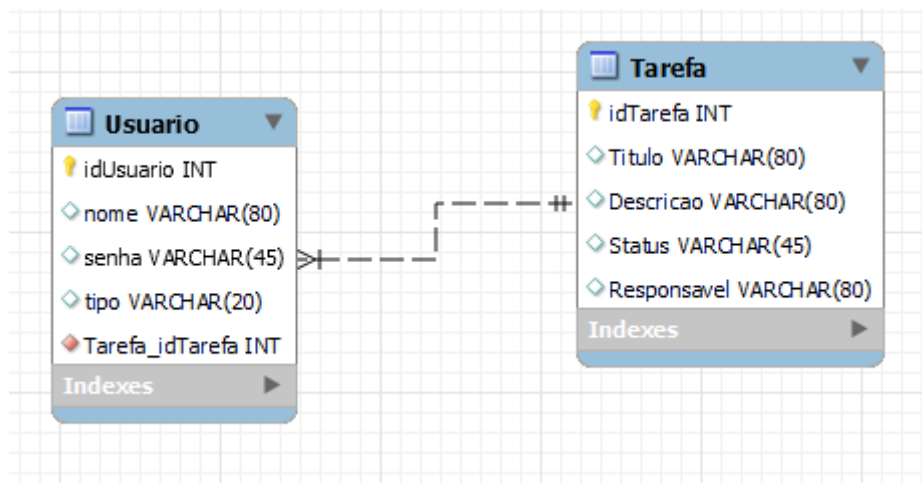 Usuario
idUsuario INT
nome VARCHAR(80)
senha VARCHAR(45)
tipo VARCHAR(20)
Tarefa_idTarefa INT
Indexes
Tarefa
idTarefa INT
Titulo VARCHAR(80)
Descricao VARCHAR(80)
Status VARCHAR(45)
Responsavel VARCHAR(80)
Indexes